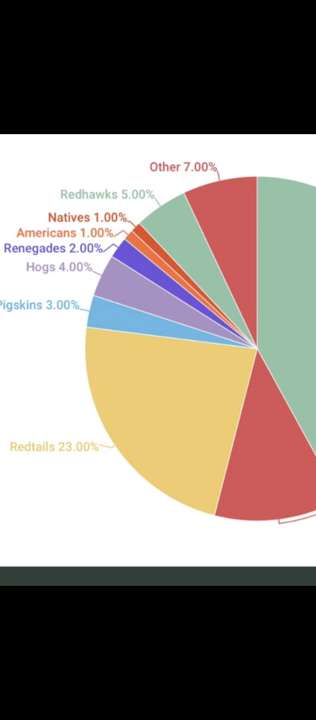 Other 7.00%
Redhawks 5.00%
Natives 1.00%
Americans 1.00%
Renegades 2.00%
Hogs 4.00%
Pigskins 3.00%
Redtails 23.00%